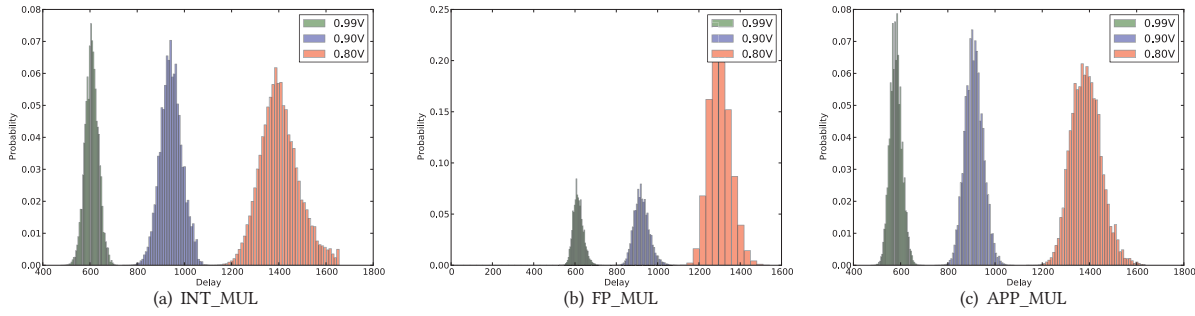 0.08
0.07
0.06
0.05
0.04
0.03
0.02
0.01
0.00
Probability
400 600 800 1000 1200 1400 1600 1800
Delay
0.99V
0.90V
0.80V
(a) INT_MUL
0.25
0.20
0.15
0.10
0.05
0.00
Probability
0 200 400 600 800 1000 1200 1400 1600
Delay
0.99V
0.90V
0.80V
(b) FP_MUL
0.08
0.07
0.06
0.05
0.04
0.03
0.02
0.01
0.00
Probability
400 600 800 1000 1200 1400 1600 1800
Delay
0.99V
0.90V
0.80V
(c) APP_MUL